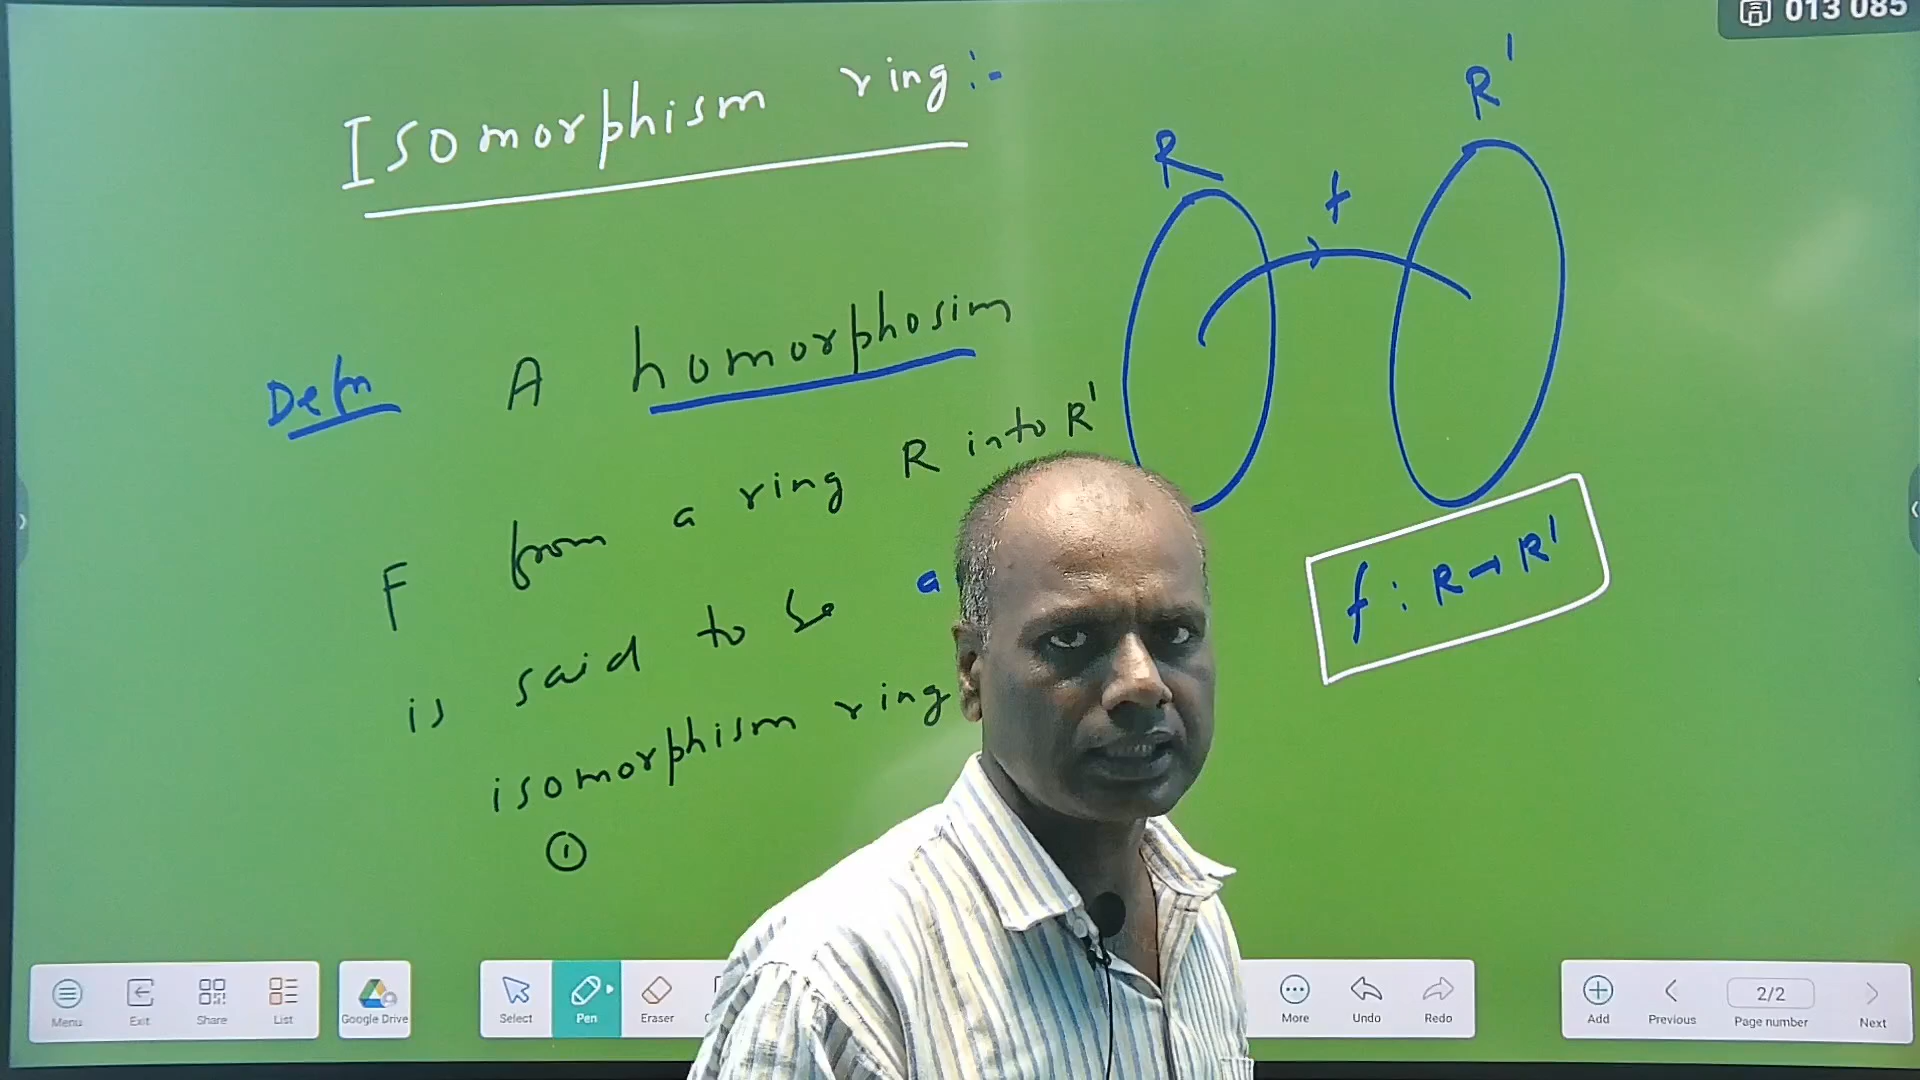 013 085
Isomorphism ring :-
R
R'
f
Defn A homorphosim
F from a ring R into R'
is said to be a
isomorphism ring
①
f : R → R'
Menu
Exit
Share
List
Google Drive
Select
Pen
Eraser
More
Undo
Redo
Add
Previous
2/2
Page number
Next